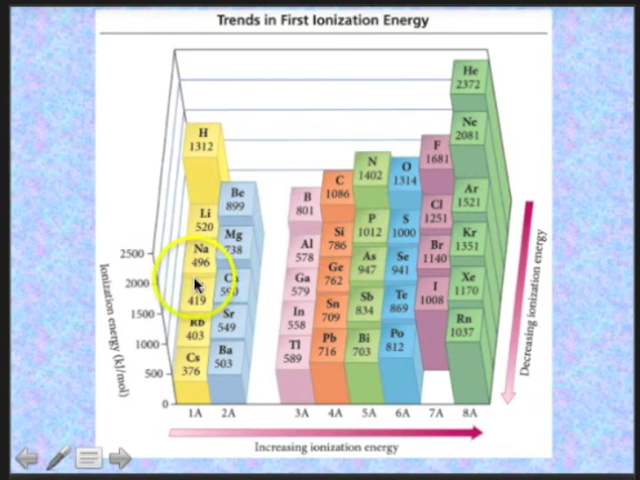 Trends in First Ionization Energy
He
2372
H
1312
Ne
2081
F
1681
N
1402
O
1314
C
1086
Be
899
B
801
Ar
1521
Li
520
Cl
1251
P
1012
S
1000
Mg
738
Si
786
Al
578
Kr
1351
Na
496
Br
1140
As
947
Se
941
Ge
762
Ga
579
Ca
590
419
Xe
1170
I
1008
Te
869
Sb
834
Sn
709
In
558
Sr
549
Rb
403
Rn
1037
Po
812
Bi
703
Pb
716
Tl
589
Ba
503
Cs
376
2500
2000
1500
1000
500
0
Ionization energy (kJ/mol)
1A 2A 3A 4A 5A 6A 7A 8A
Increasing ionization energy
Decreasing ionization energy